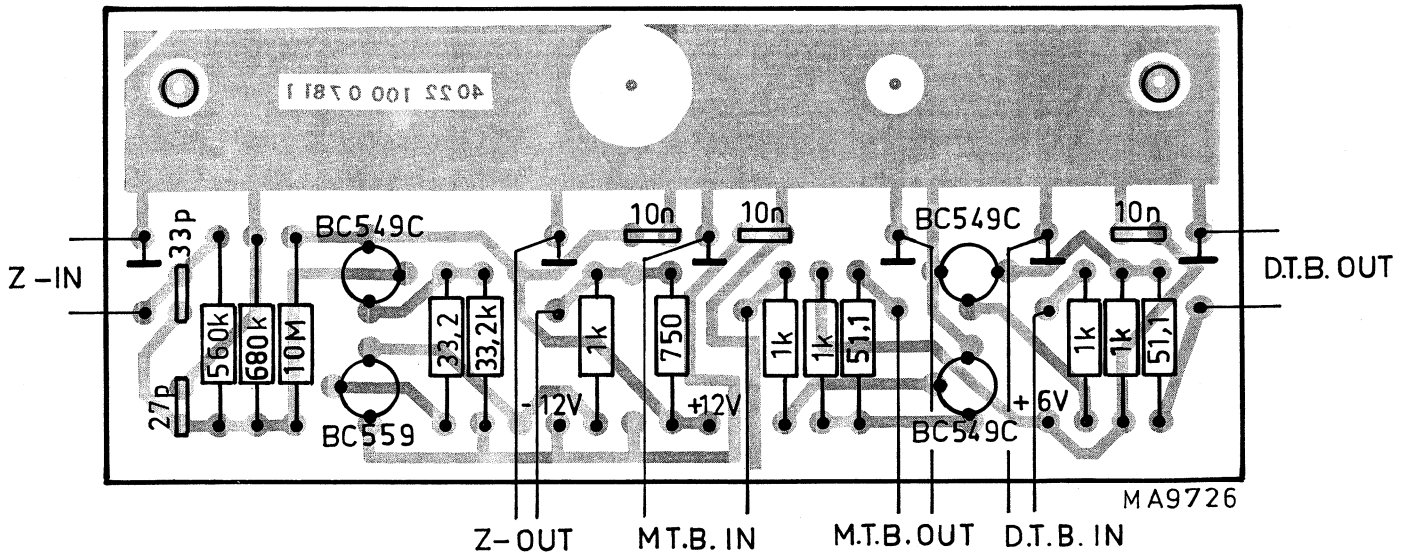 4022 100 07811
33p
BC549C
10n
10n
BC549C
10n
Z-IN
D.T.B. OUT
560k
680k
10M
33,2
33,2k
1k
750
1k
1k
51,1
1k
1k
51,1
27p
BC559
-12V
+12V
BC549C
+6V
MA9726
Z-OUT
M.T.B. IN
M.T.B. OUT
D.T.B. IN